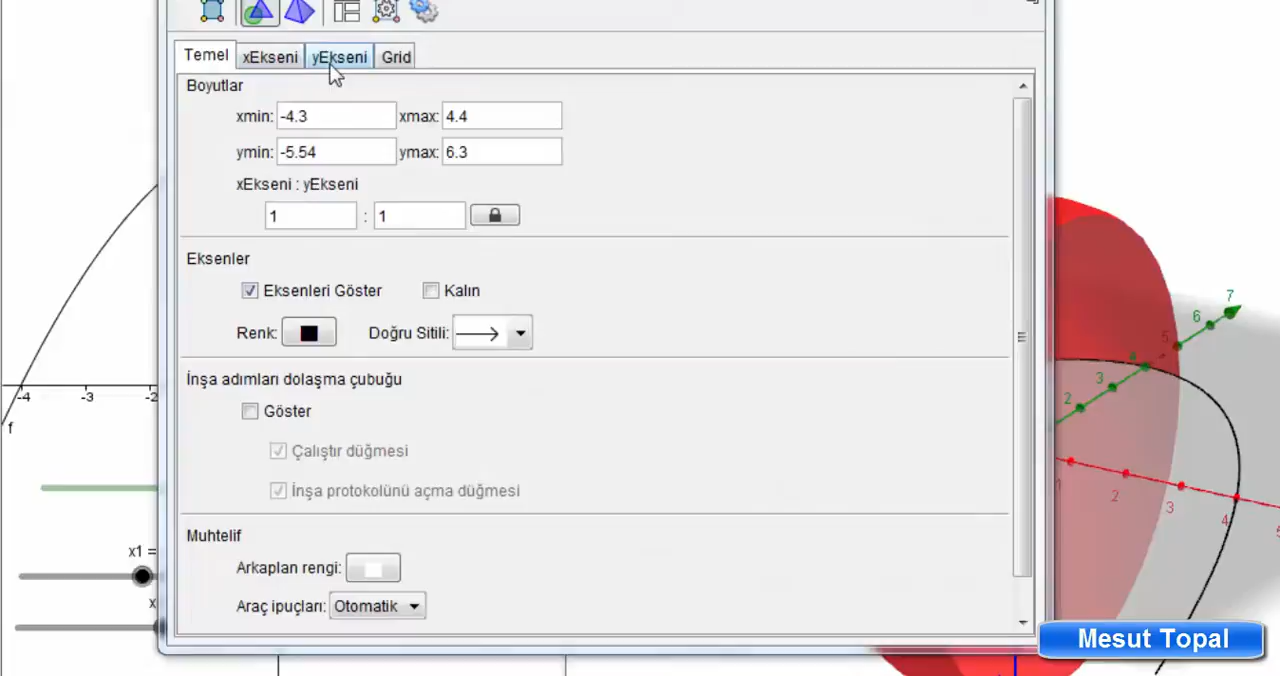 Temel xEkseni yEkseni Grid
Boyutlar
xmin: -4.3 xmax: 4.4
ymin: -5.54 ymax: 6.3
xEkseni : yEkseni
1 : 1
Eksenler
Eksenleri Göster Kalın
Renk: Doğru Sitili:
İnşa adımları dolaşma çubuğu
Göster
Çalıştır düğmesi
İnşa protokolünü açma düğmesi
Muhtelif
Arkaplan rengi:
Araç ipuçları: Otomatik
-4 -3 -2
f
x1 =
x
7
6
5
4
3
2
1 2 3 4 5
Mesut Topal